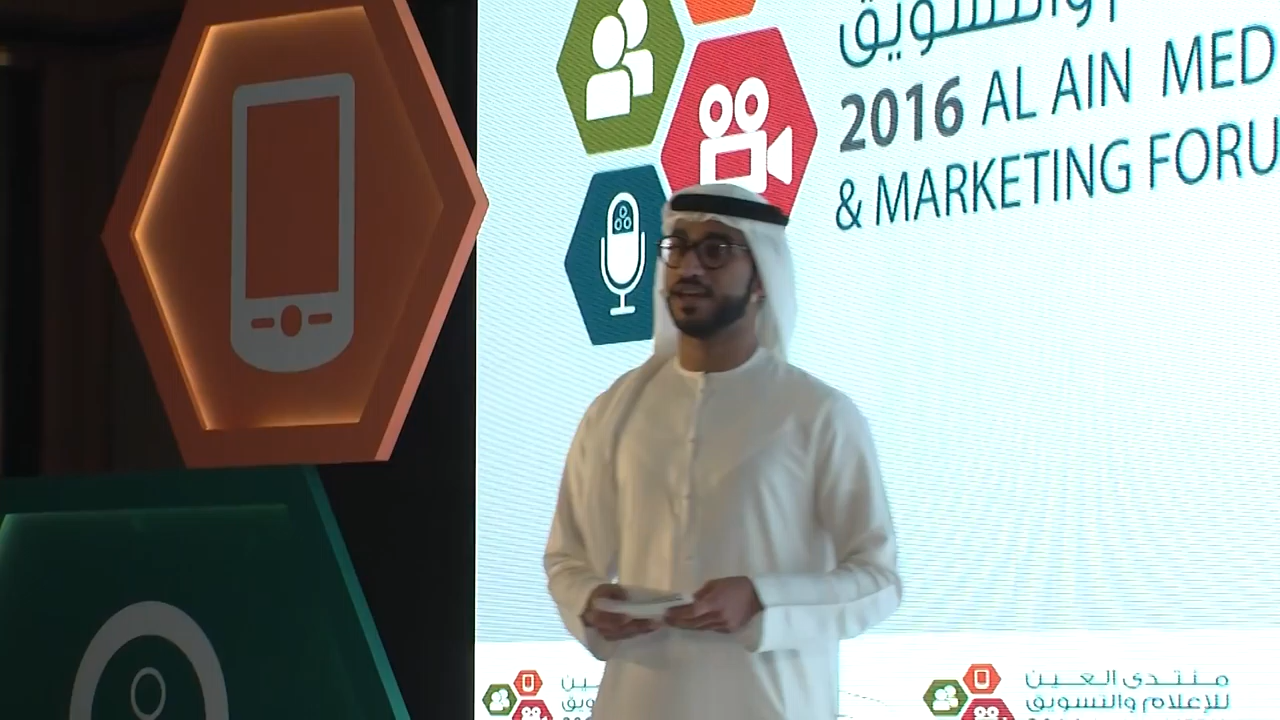 والتسويق
2016 AL AIN MED
& MARKETING FORU
منتدى العين
للإعلام والتسويق